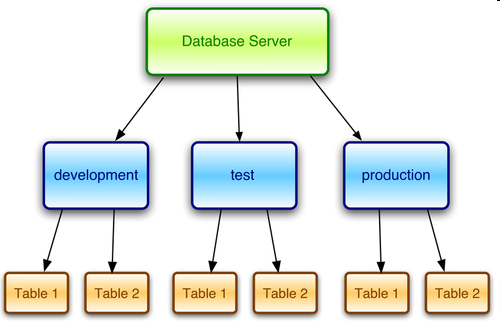 Database Server
development
test
production
Table 1
Table 2
Table 1
Table 2
Table 1
Table 2